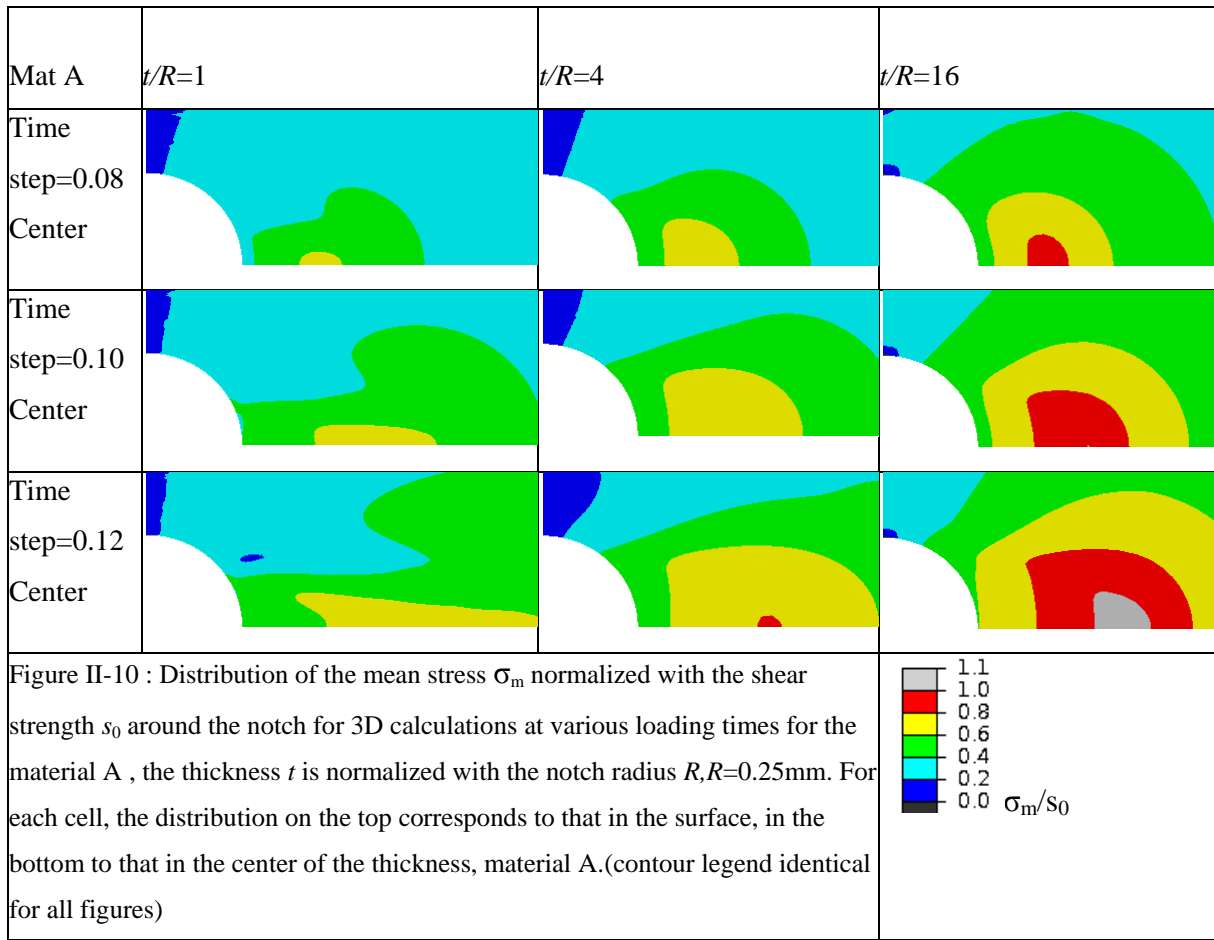 Mat A
t/R=1
t/R=4
t/R=16
Time
step=0.08
Center
Time
step=0.10
Center
Time
step=0.12
Center
Figure II-10 : Distribution of the mean stress σm normalized with the shear
strength s0 around the notch for 3D calculations at various loading times for the
material A , the thickness t is normalized with the notch radius R,R=0.25mm. For
each cell, the distribution on the top corresponds to that in the surface, in the
bottom to that in the center of the thickness, material A.(contour legend identical
for all figures)
1.1
1.0
0.8
0.6
0.4
0.2
0.0 σm/s0